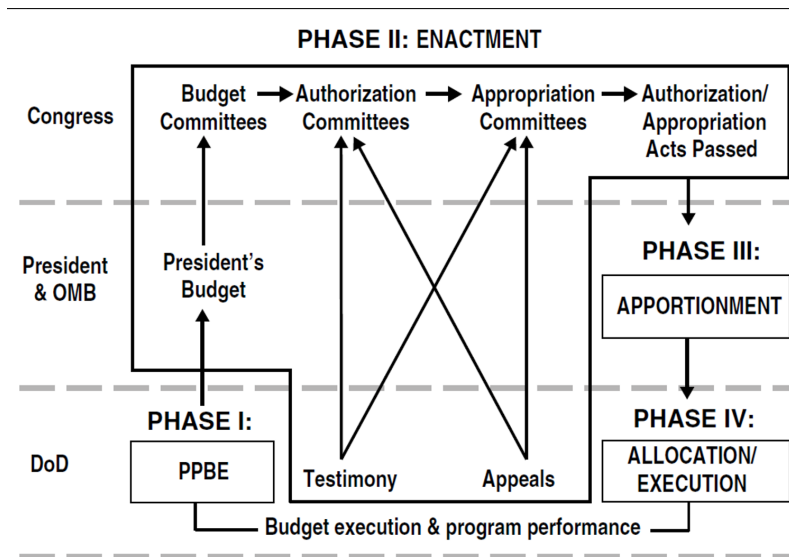 PHASE II: ENACTMENT
Congress
Budget
Committees
Authorization
Committees
Appropriation
Committees
Authorization/
Appropriation
Acts Passed
President
& OMB
President's
Budget
PHASE III:
APPORTIONMENT
DoD
PHASE I:
PPBE
Testimony
Appeals
PHASE IV:
ALLOCATION/
EXECUTION
Budget execution & program performance